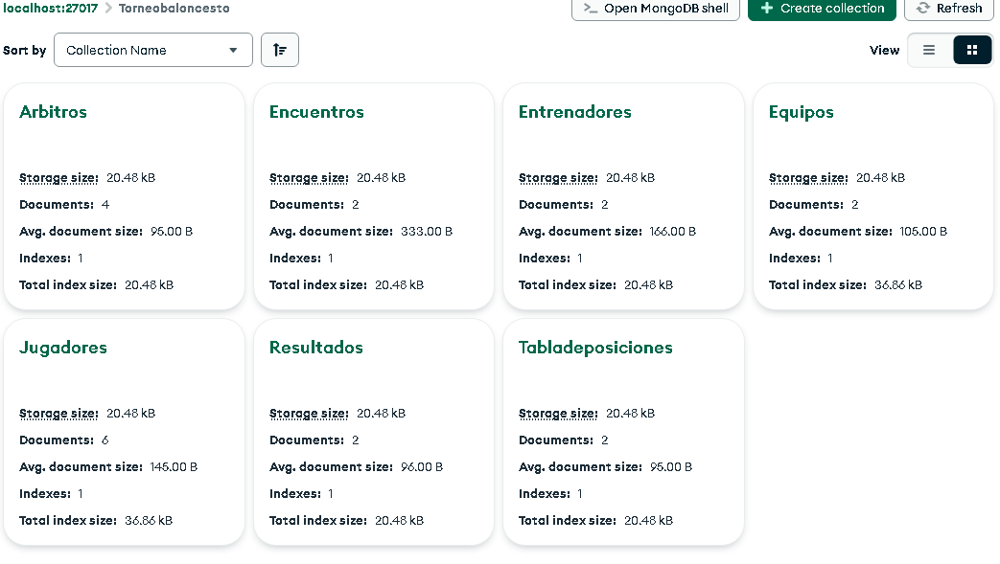 localhost:27017 > Torneobaloncesto
>_ Open MongoDB shell
+ Create collection
Refresh
Sort by
Collection Name
View
Arbitros
Storage size: 20.48 kB
Documents: 4
Avg. document size: 95.00 B
Indexes: 1
Total index size: 20.48 kB
Encuentros
Storage size: 20.48 kB
Documents: 2
Avg. document size: 333.00 B
Indexes: 1
Total index size: 20.48 kB
Entrenadores
Storage size: 20.48 kB
Documents: 2
Avg. document size: 166.00 B
Indexes: 1
Total index size: 20.48 kB
Equipos
Storage size: 20.48 kB
Documents: 2
Avg. document size: 105.00 B
Indexes: 1
Total index size: 36.86 kB
Jugadores
Storage size: 20.48 kB
Documents: 6
Avg. document size: 145.00 B
Indexes: 1
Total index size: 36.86 kB
Resultados
Storage size: 20.48 kB
Documents: 2
Avg. document size: 96.00 B
Indexes: 1
Total index size: 20.48 kB
Tabladeposiciones
Storage size: 20.48 kB
Documents: 2
Avg. document size: 95.00 B
Indexes: 1
Total index size: 20.48 kB